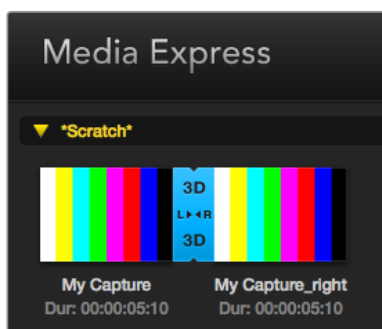 Media Express
*Scratch*
3D
L R
3D
My Capture My Capture_right
Dur: 00:00:05:10 Dur: 00:00:05:10